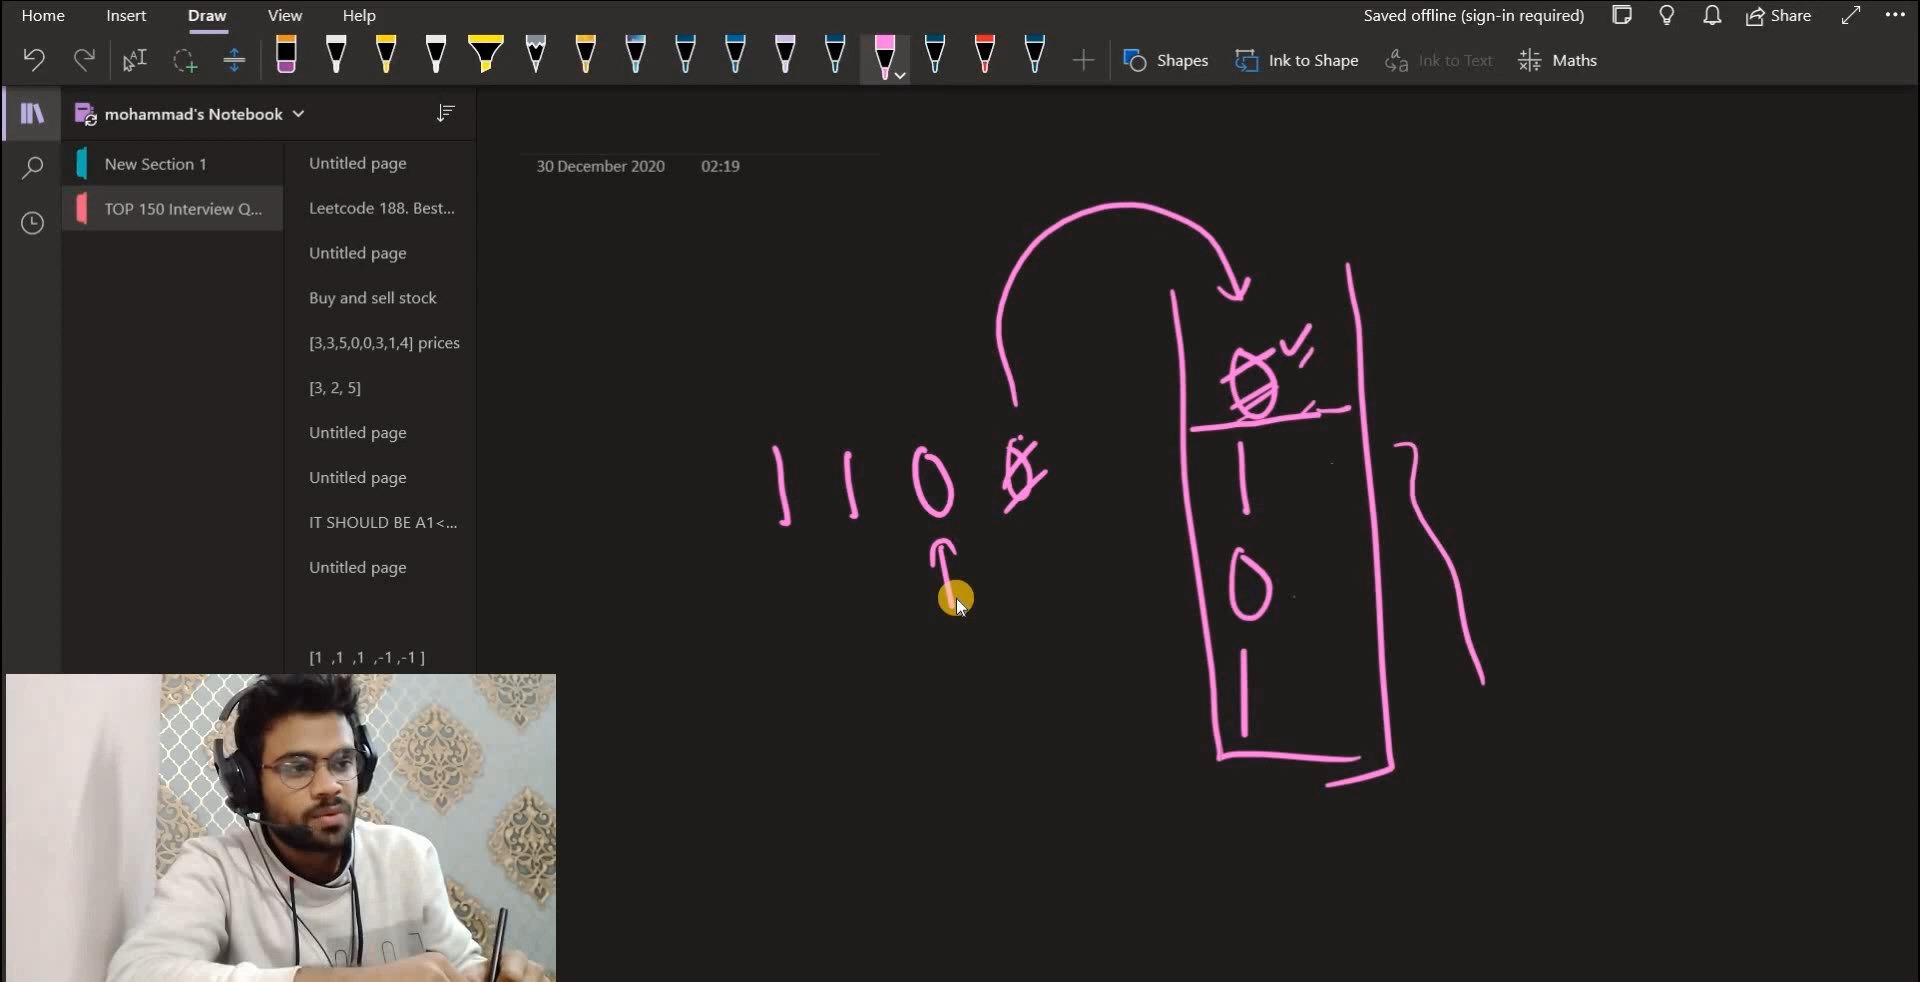 Home Insert Draw View Help Saved offline (sign-in required) Share
Shapes Ink to Shape Ink to Text Maths
mohammad's Notebook
New Section 1
TOP 150 Interview Q...
Untitled page
Leetcode 188. Best...
Untitled page
Buy and sell stock
[3,3,5,0,0,3,1,4] prices
[3, 2, 5]
Untitled page
Untitled page
IT SHOULD BE A1<...
Untitled page
[1 ,1 ,1 ,-1 ,-1 ]
30 December 2020 02:19
1 1 0 0
0
1
0
1